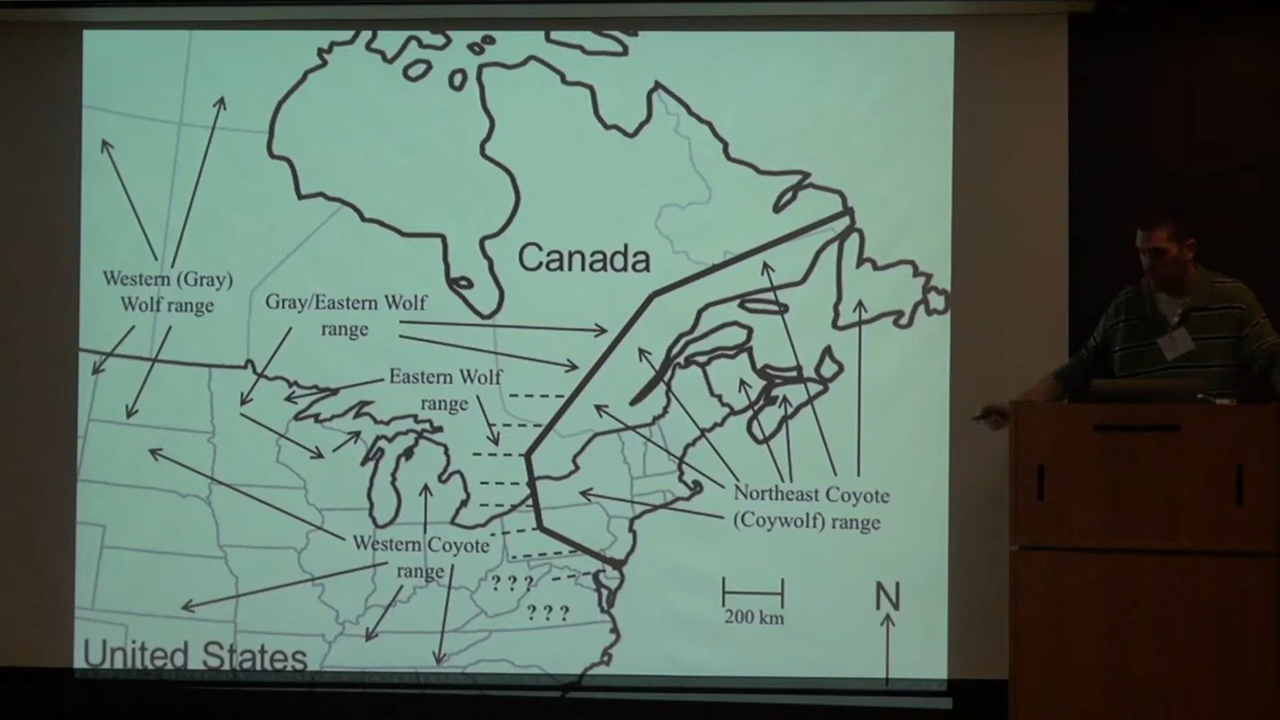 Canada
Western (Gray)
Wolf range
Gray/Eastern Wolf
range
Eastern Wolf
range
Northeast Coyote
(Coywolf) range
Western Coyote
range
? ? ?
? ? ?
200 km
N
United States